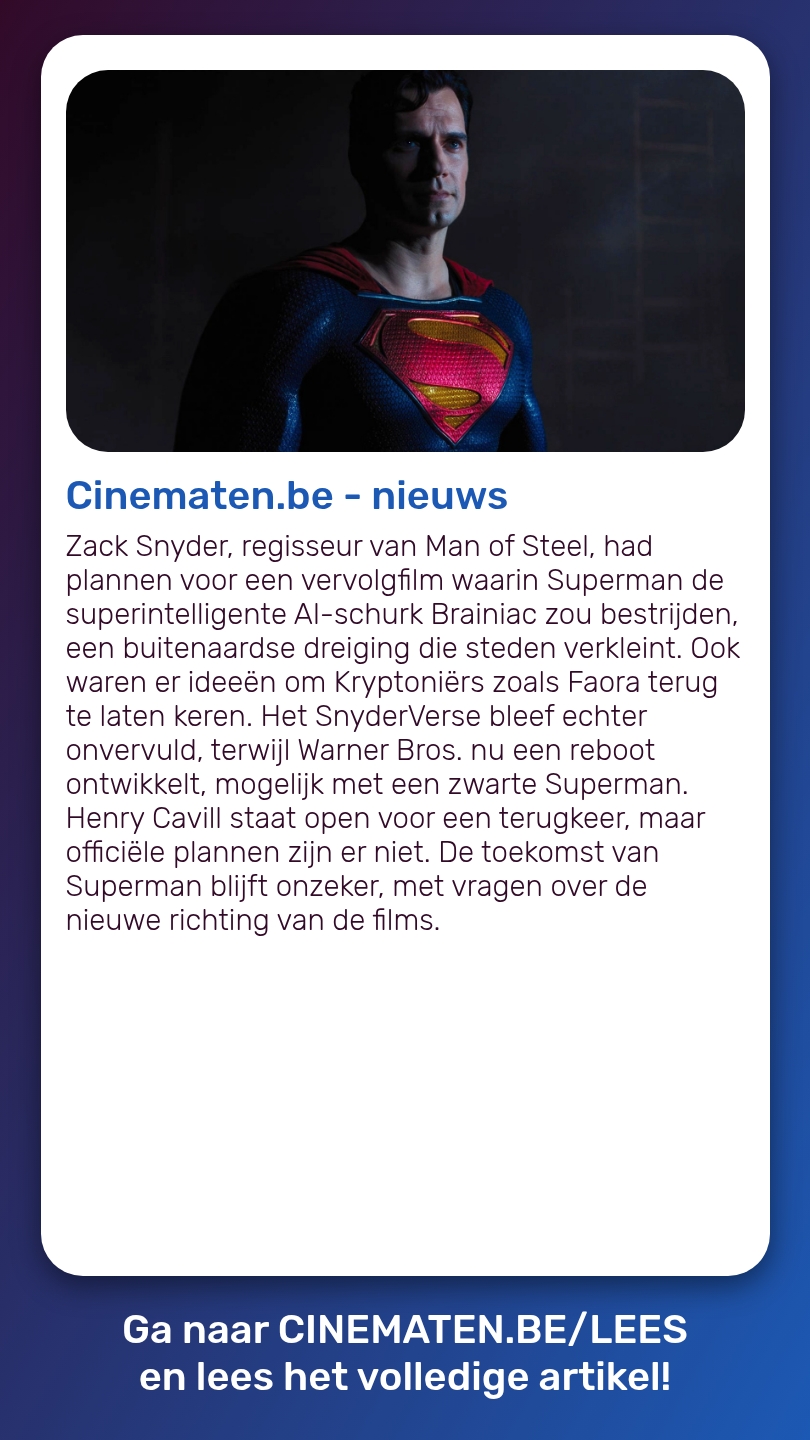 Cinematen.be - nieuws
Zack Snyder, regisseur van Man of Steel, had
plannen voor een vervolgfilm waarin Superman de
superintelligente AI-schurk Brainiac zou bestrijden,
een buitenaardse dreiging die steden verkleint. Ook
waren er ideeën om Kryptoniërs zoals Faora terug
te laten keren. Het SnyderVerse bleef echter
onvervuld, terwijl Warner Bros. nu een reboot
ontwikkelt, mogelijk met een zwarte Superman.
Henry Cavill staat open voor een terugkeer, maar
officiële plannen zijn er niet. De toekomst van
Superman blijft onzeker, met vragen over de
nieuwe richting van de films.
Ga naar CINEMATEN.BE/LEES
en lees het volledige artikel!